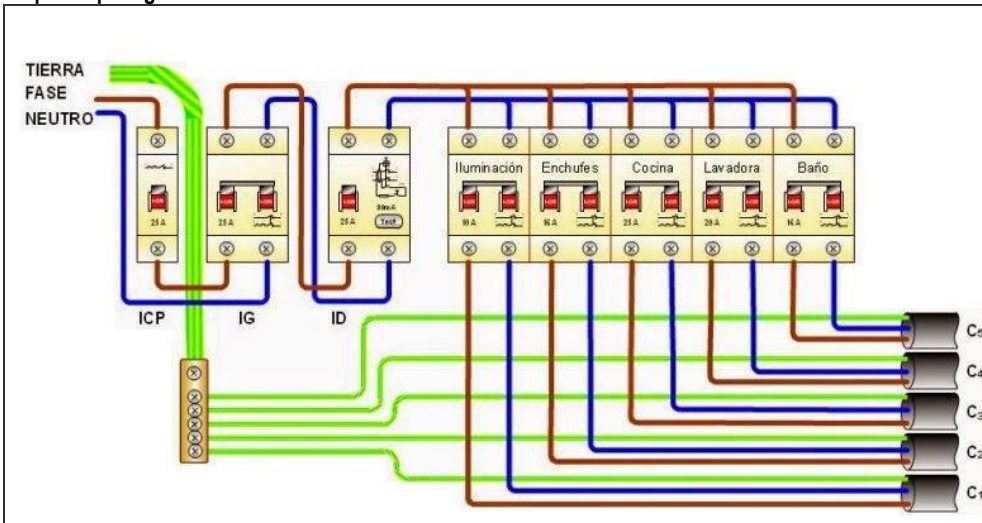 TIERRA
FASE
NEUTRO
Iluminación
Enchufes
Cocina
Lavadora
Baño
25 A
25 A
25 A
30mA
Test
10 A
16 A
25 A
20 A
16 A
ICP
IG
ID
C5
C4
C3
C2
C1